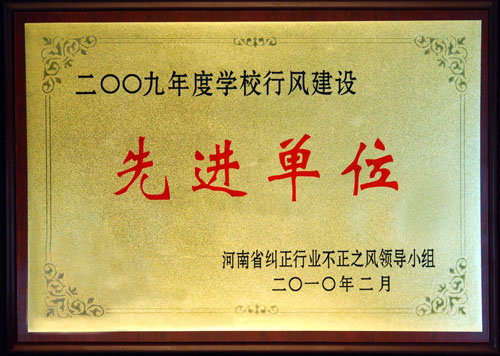 二〇〇九年度学校行风建设
先进单位
河南省纠正行业不正之风领导小组
二〇一〇年二月